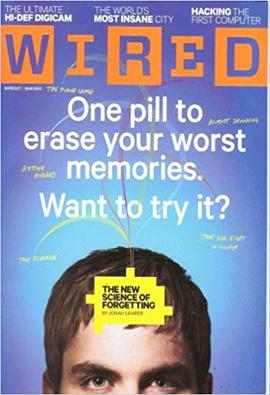 THE ULTIMATE
HI-DEF DIGICAM
THE WORLD'S
MOST INSANE CITY
HACKING THE
FIRST COMPUTER
WIRED
THE PLANE CRASH
One pill to
erase your worst
memories.
Want to try it?
ALMOST DROWNING
GETTING
MUGGED
THAT ONE NIGHT
IN COLLEGE
THE DIVORCE
THE NEW
SCIENCE OF
FORGETTING
BY JONAH LEHRER